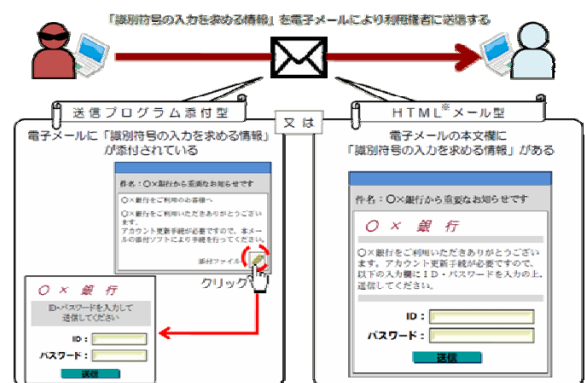 「識別符号の入力を求める情報」を電子メールにより利用権者に送信する
送信プログラム添付型
又は
HTML※メール型
電子メールに「識別符号の入力を求める情報」
が添付されている
件名：○×銀行から重要なお知らせです
○×銀行をご利用のお客様へ
○×銀行をご利用いただきありがとうござい
ます。
アカウント更新手続が必要ですので、本メー
ルの添付ソフトにより手続を行ってください。
添付ファイル
クリック
○×銀行
ID・パスワードを入力して
送信してください
ID：
パスワード：
送信
電子メールの本文欄に
「識別符号の入力を求める情報」がある
件名：○×銀行から重要なお知らせです
○×銀行
○×銀行をご利用いただきありがとうござい
ます。アカウント更新手続が必要ですので、
以下の入力欄にID・パスワードを入力の上、
送信してください。
ID：
パスワード：
送信